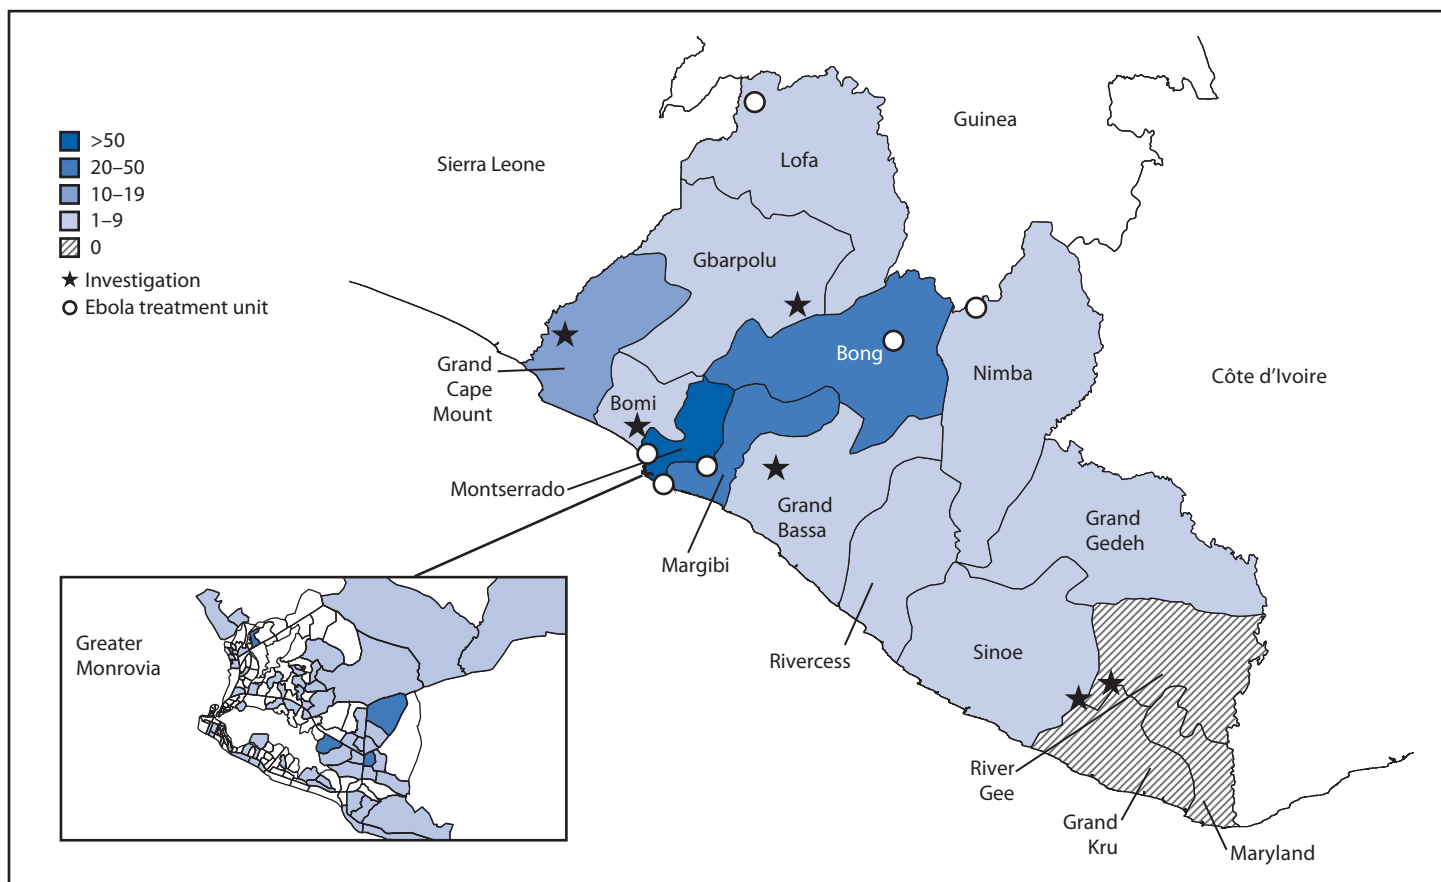 >50
20–50
10–19
1–9
0
Investigation
Ebola treatment unit
Sierra Leone
Guinea
Côte d'Ivoire
Lofa
Gbarpolu
Grand
Cape
Mount
Bomi
Bong
Nimba
Montserrado
Margibi
Grand
Bassa
Grand
Gedeh
Rivercess
Sinoe
River
Gee
Grand
Kru
Maryland
Greater
Monrovia